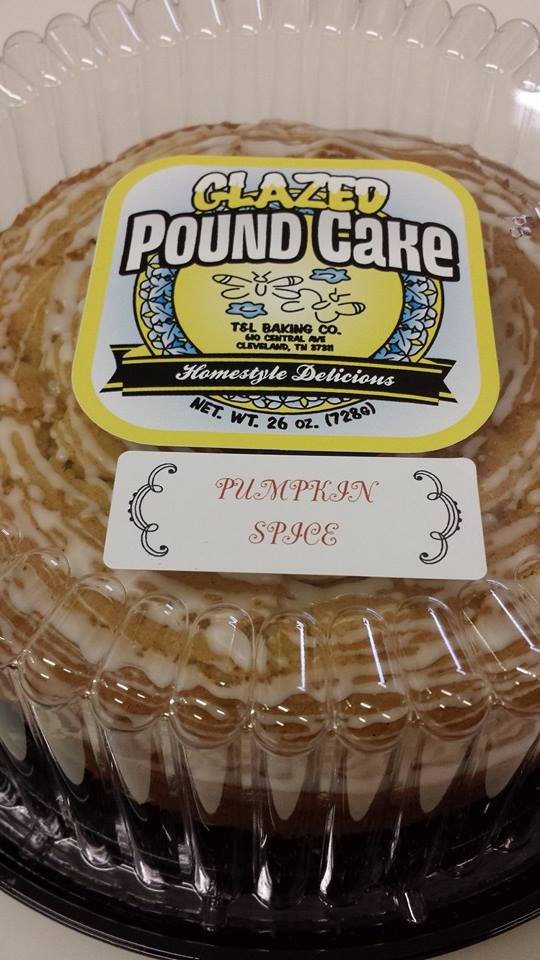 GLAZED
POUND Cake
T&L BAKING CO.
610 CENTRAL AVE
CLEVELAND, TN 37311
Homestyle Delicious
NET. WT. 26 OZ. (728G)
PUMPKIN
SPICE